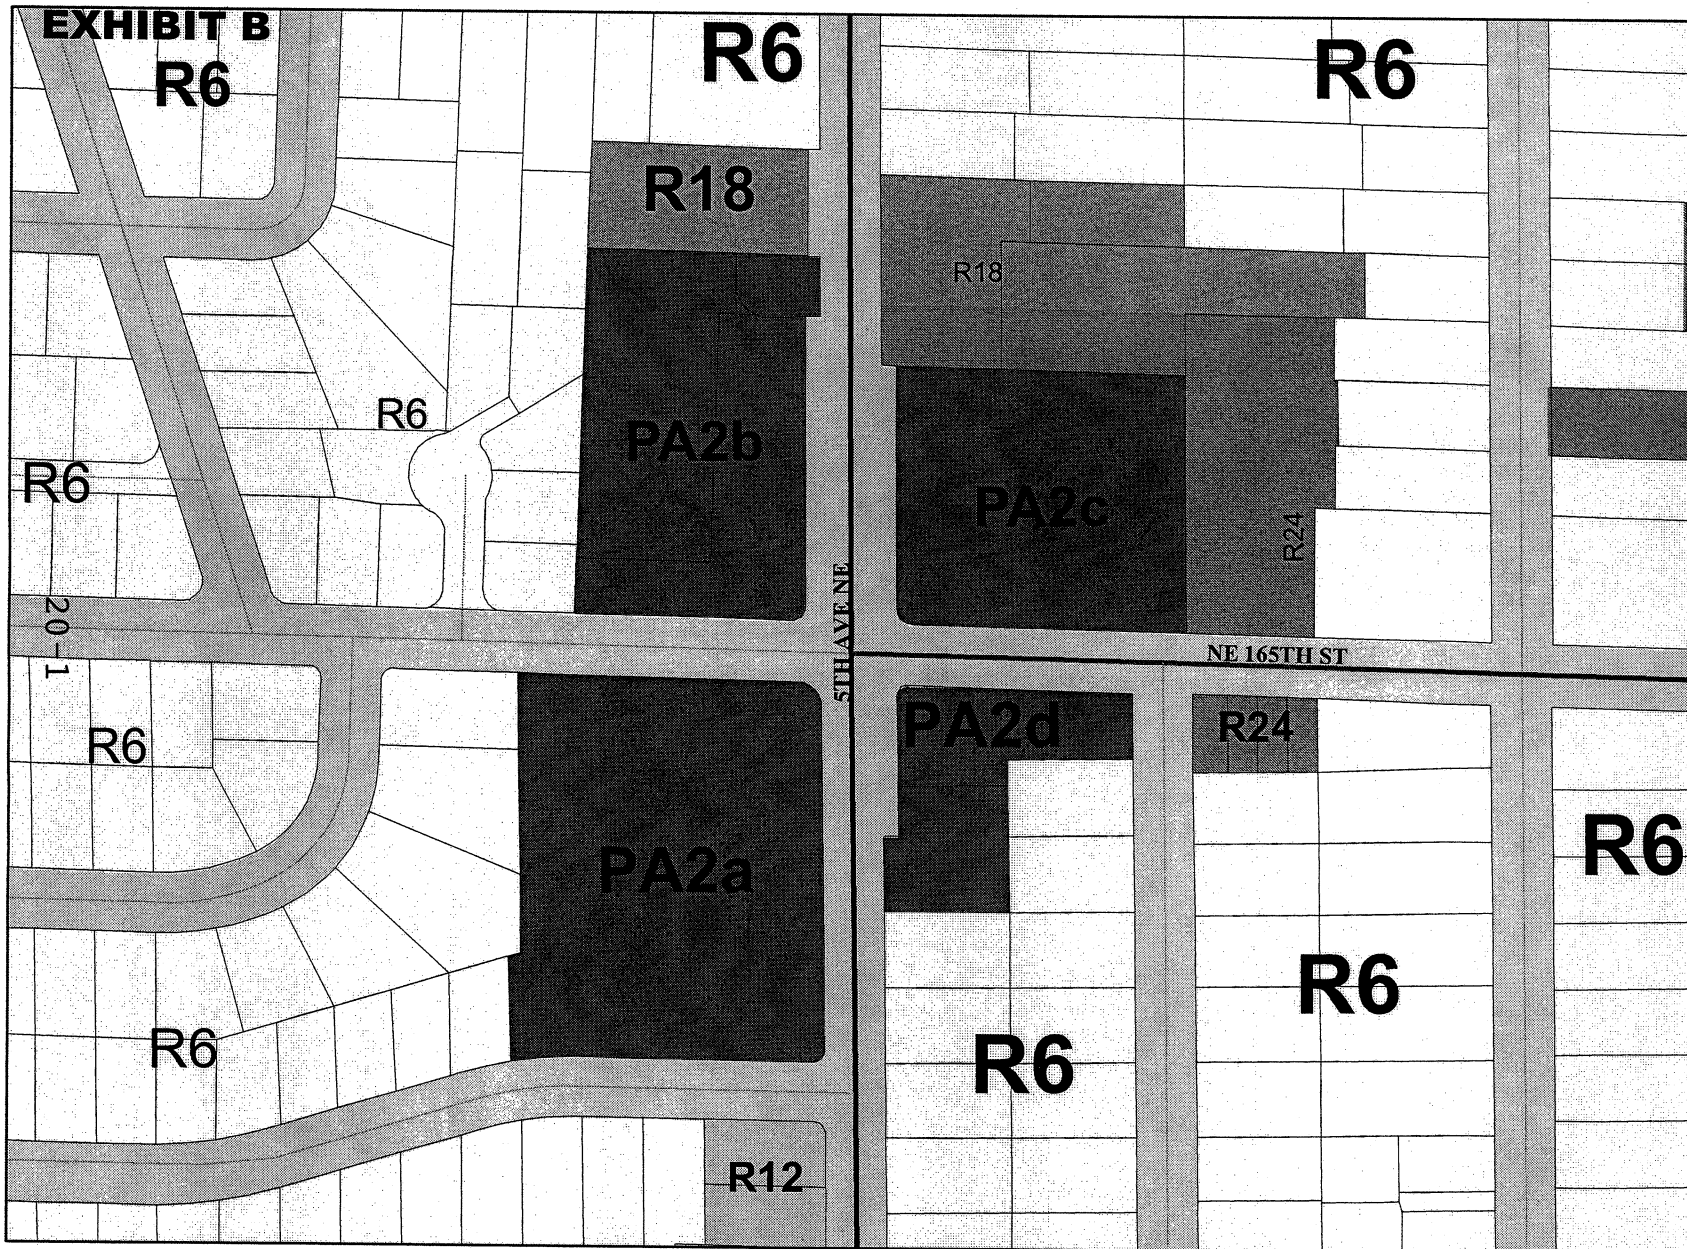 EXHIBIT B
R6
R6
R6
R18
R18
R6
PA2b
R6
PA2c
R24
5TH AVE NE
20-1
NE 165TH ST
R6
PA2d
R24
PA2a
R6
R6
R6
R6
R12